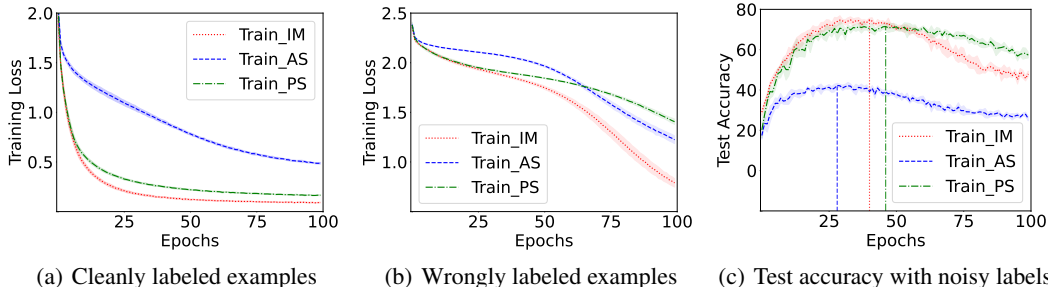 2.0
1.5
1.0
0.5
Training Loss
Train_IM
Train_AS
Train_PS
25 50 75 100
Epochs
(a) Cleanly labeled examples
2.5
2.0
1.5
1.0
Training Loss
Train_IM
Train_AS
Train_PS
25 50 75 100
Epochs
(b) Wrongly labeled examples
80
60
40
20
0
Test Accuracy
Train_IM
Train_AS
Train_PS
25 50 75 100
Epochs
(c) Test accuracy with noisy labels